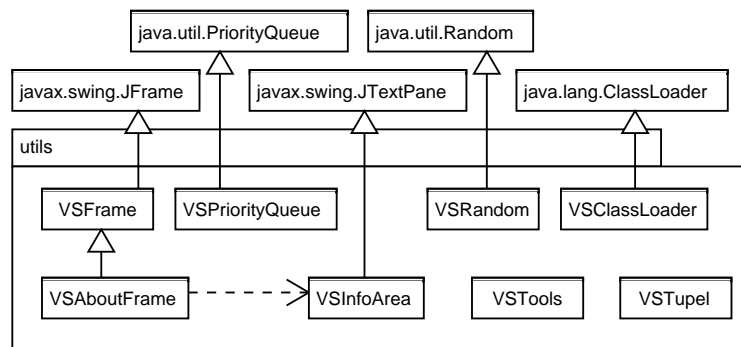 java.util.PriorityQueue
java.util.Random
javax.swing.JFrame
javax.swing.JTextPane
java.lang.ClassLoader
utils
VSFrame
VSPriorityQueue
VSRandom
VSClassLoader
VSAboutFrame
VSInfoArea
VSTools
VSTupel